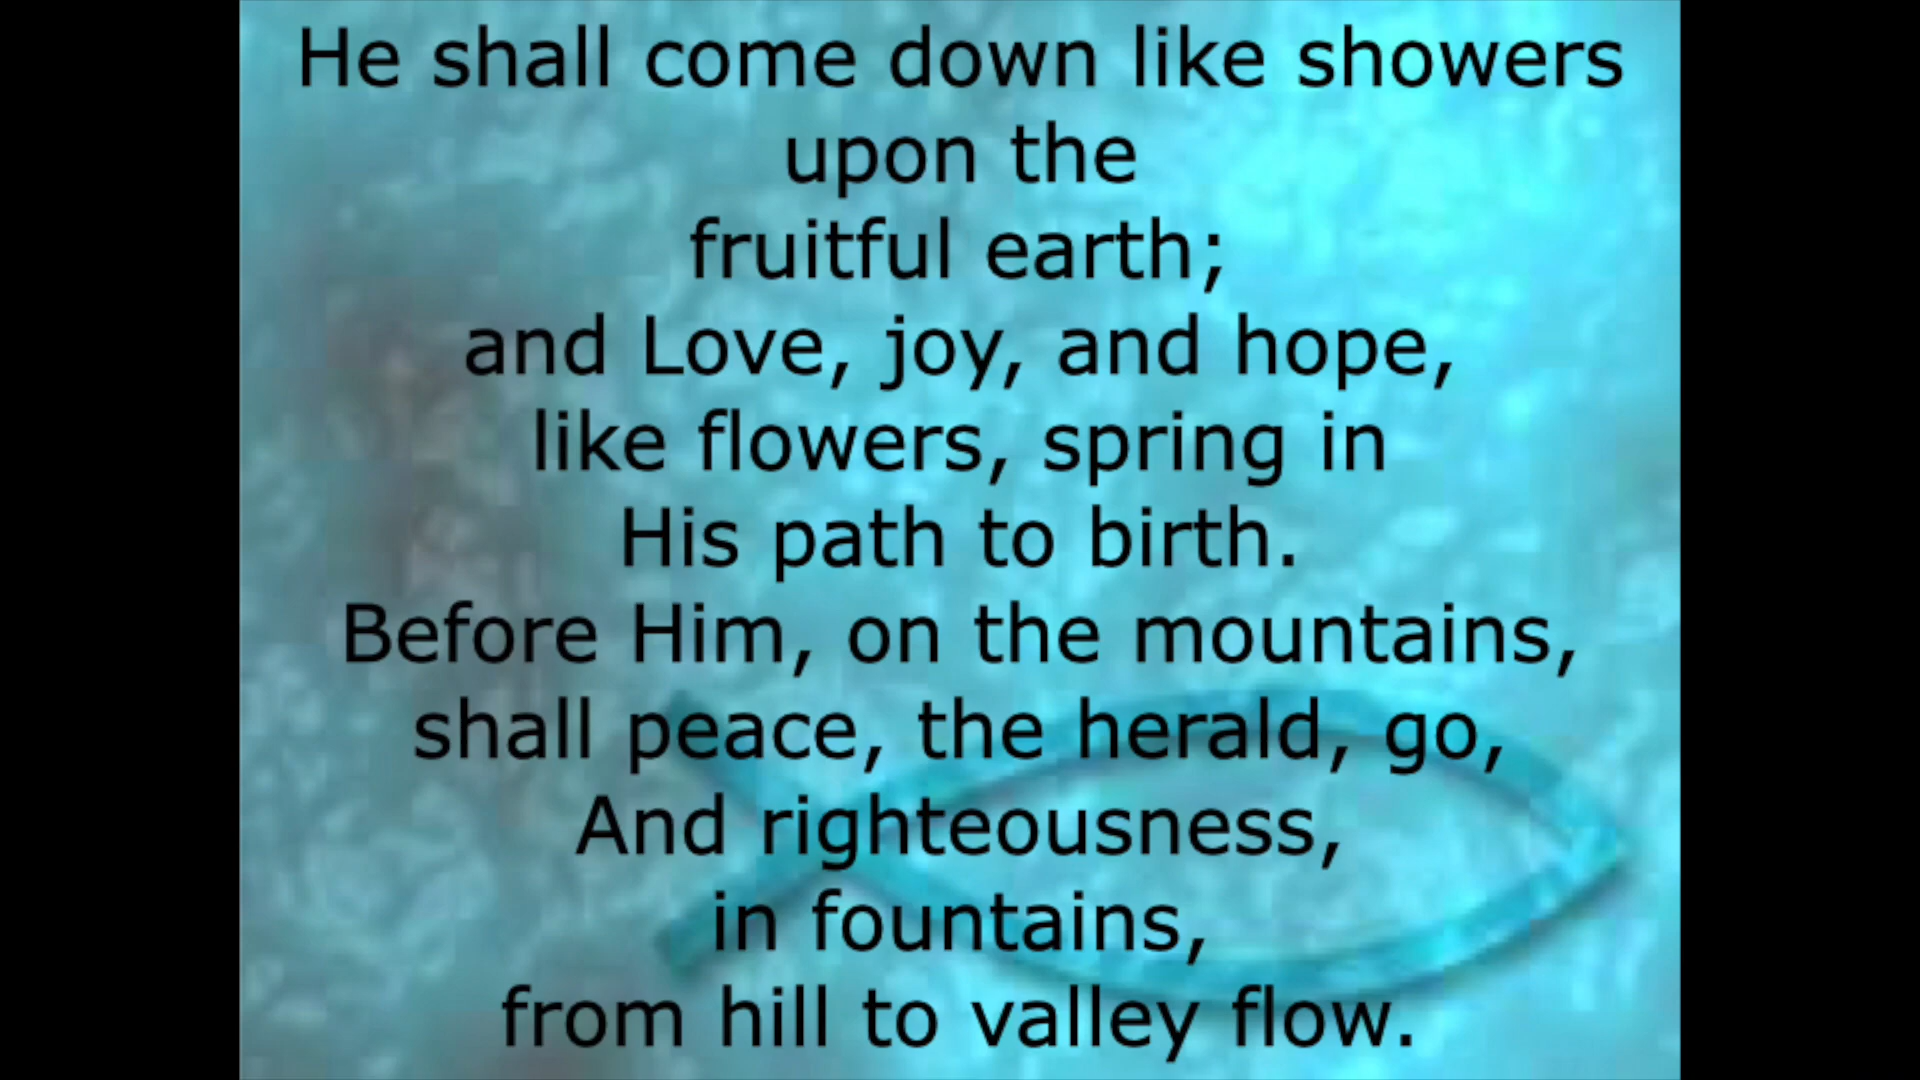 He shall come down like showers
upon the
fruitful earth;
and Love, joy, and hope,
like flowers, spring in
His path to birth.
Before Him, on the mountains,
shall peace, the herald, go,
And righteousness,
in fountains,
from hill to valley flow.